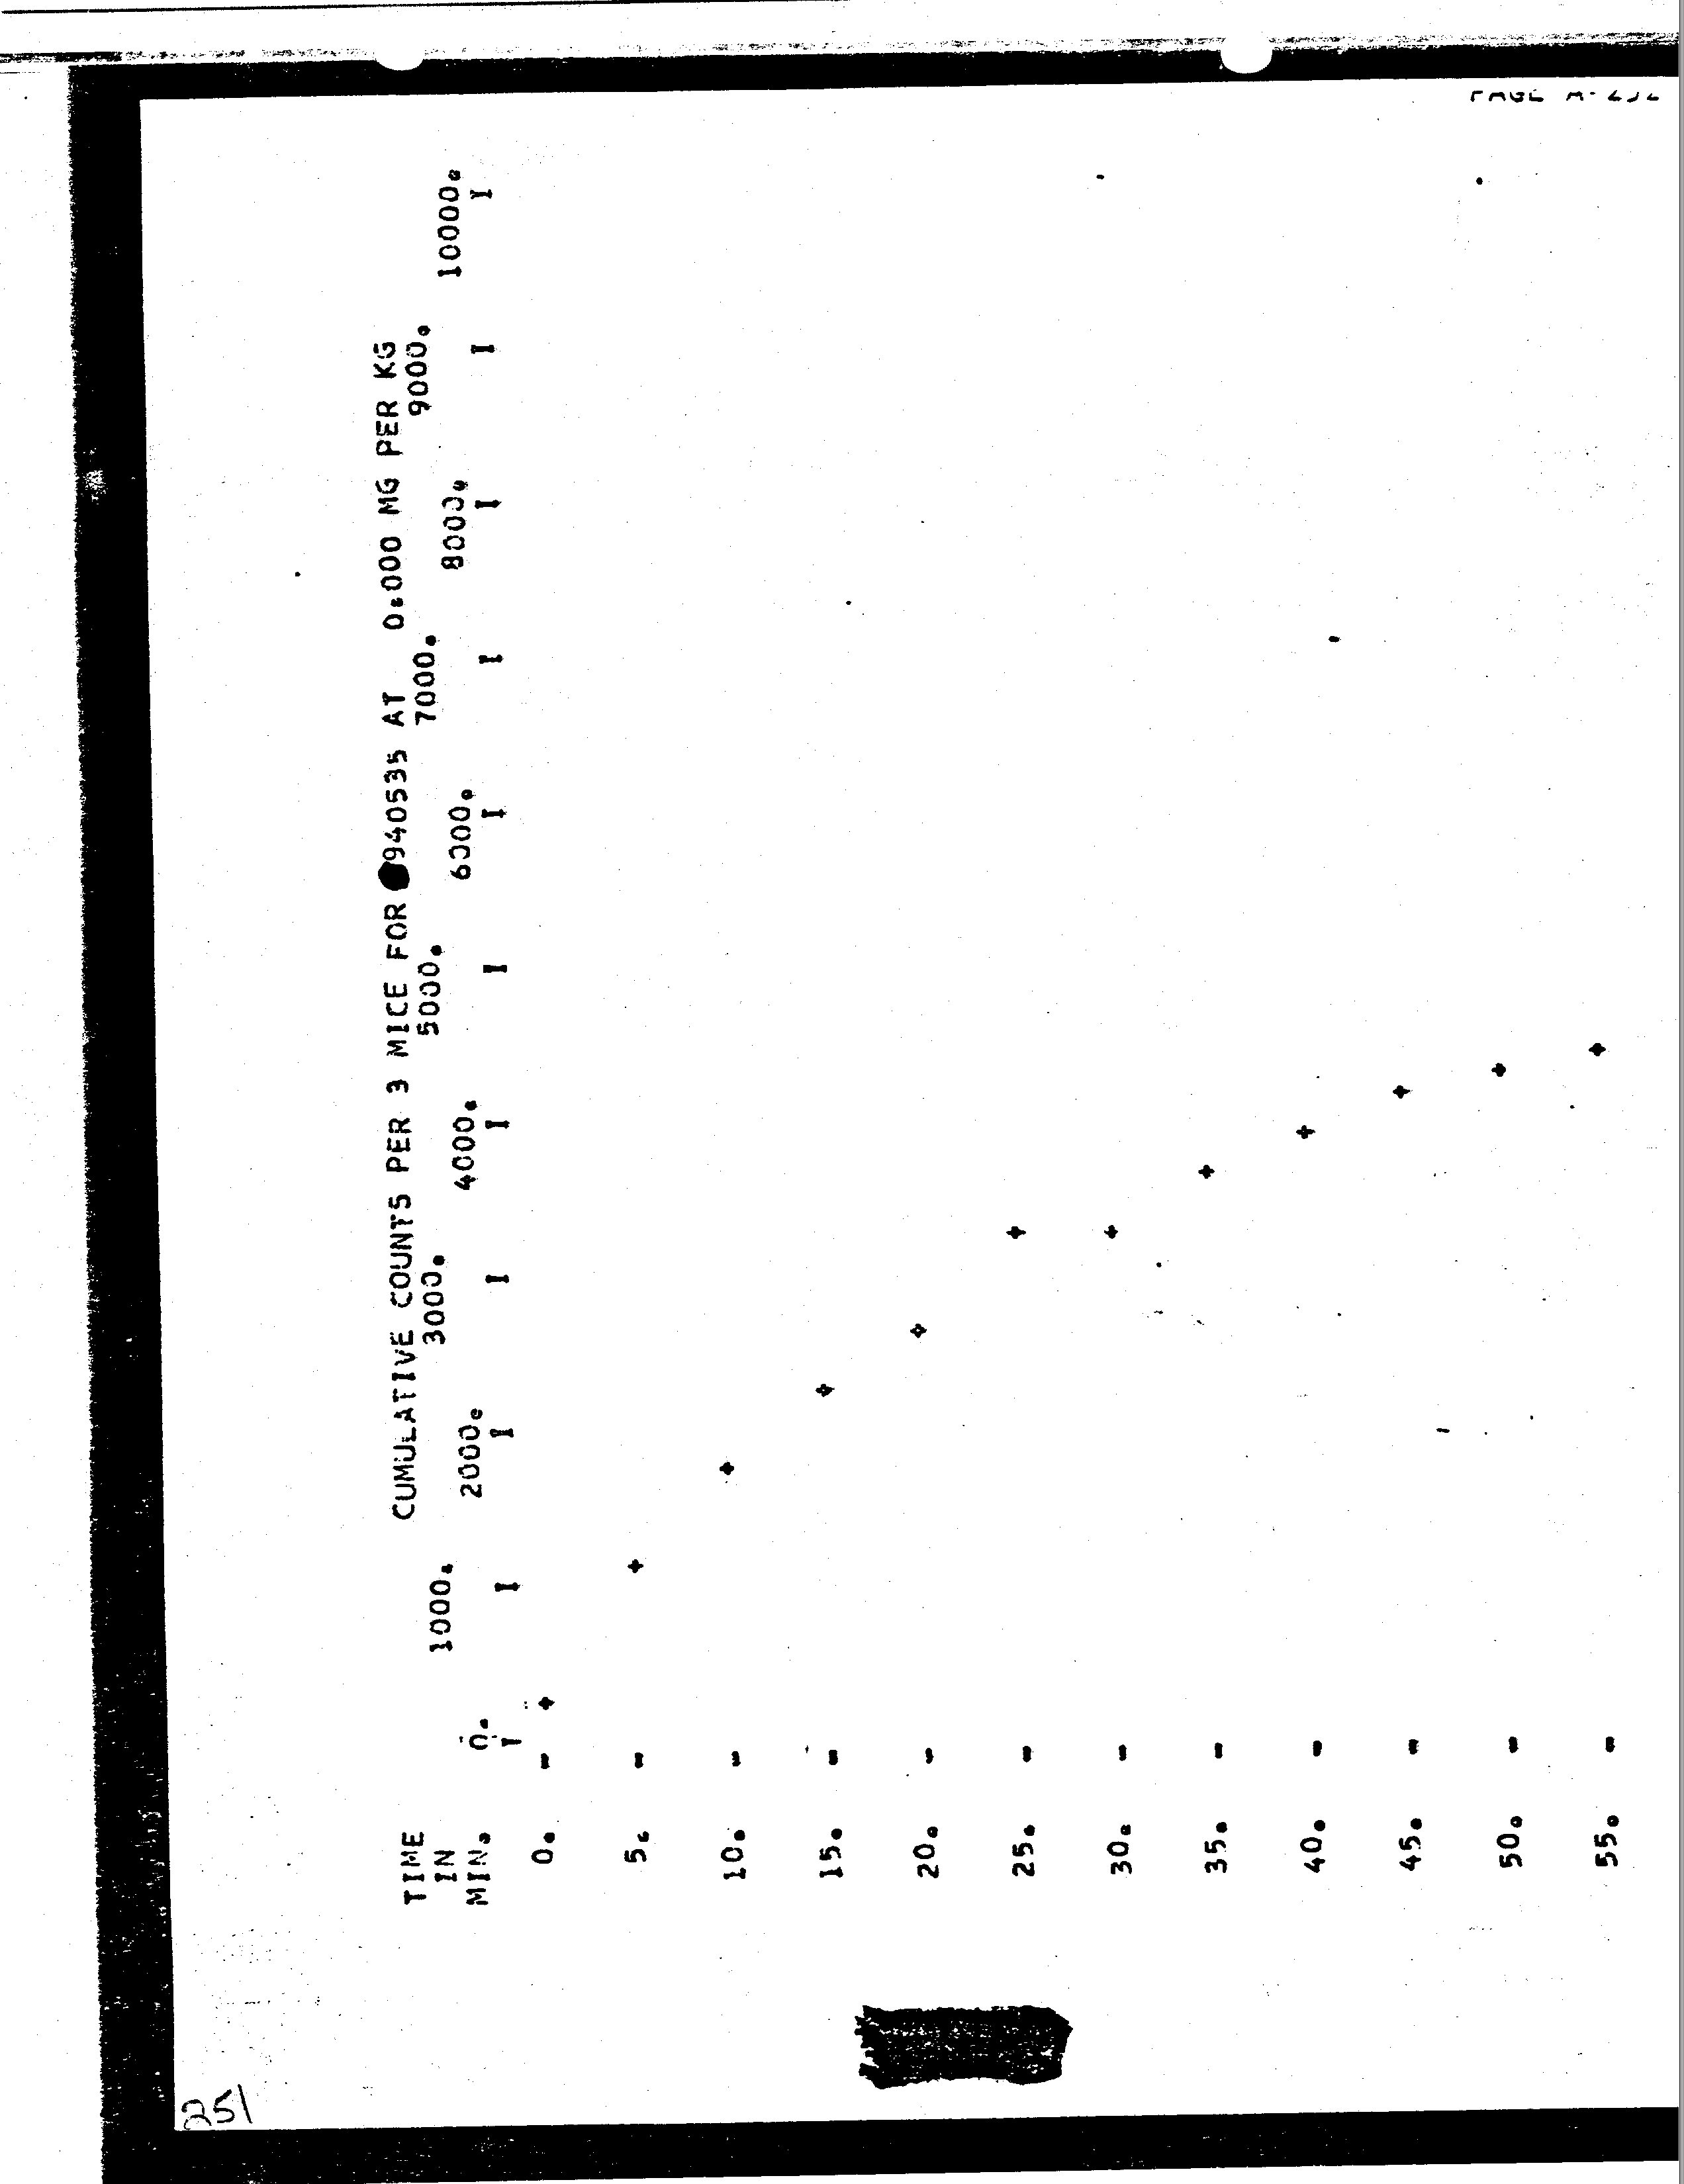 PAGE A-232
CUMULATIVE COUNTS PER 3 MICE FOR 940535 AT 0.000 MG PER KG
TIME 1000. 3000. 5000. 7000. 9000.
IN
MIN. 0. 2000. 4000. 6000. 8000. 10000.
I I I I I I I I I I I
0. - +
5. - +
10. - +
15. - +
20. - +
25. - +
30. - +
35. - +
40. - +
45. - +
50. - +
55. - +
251